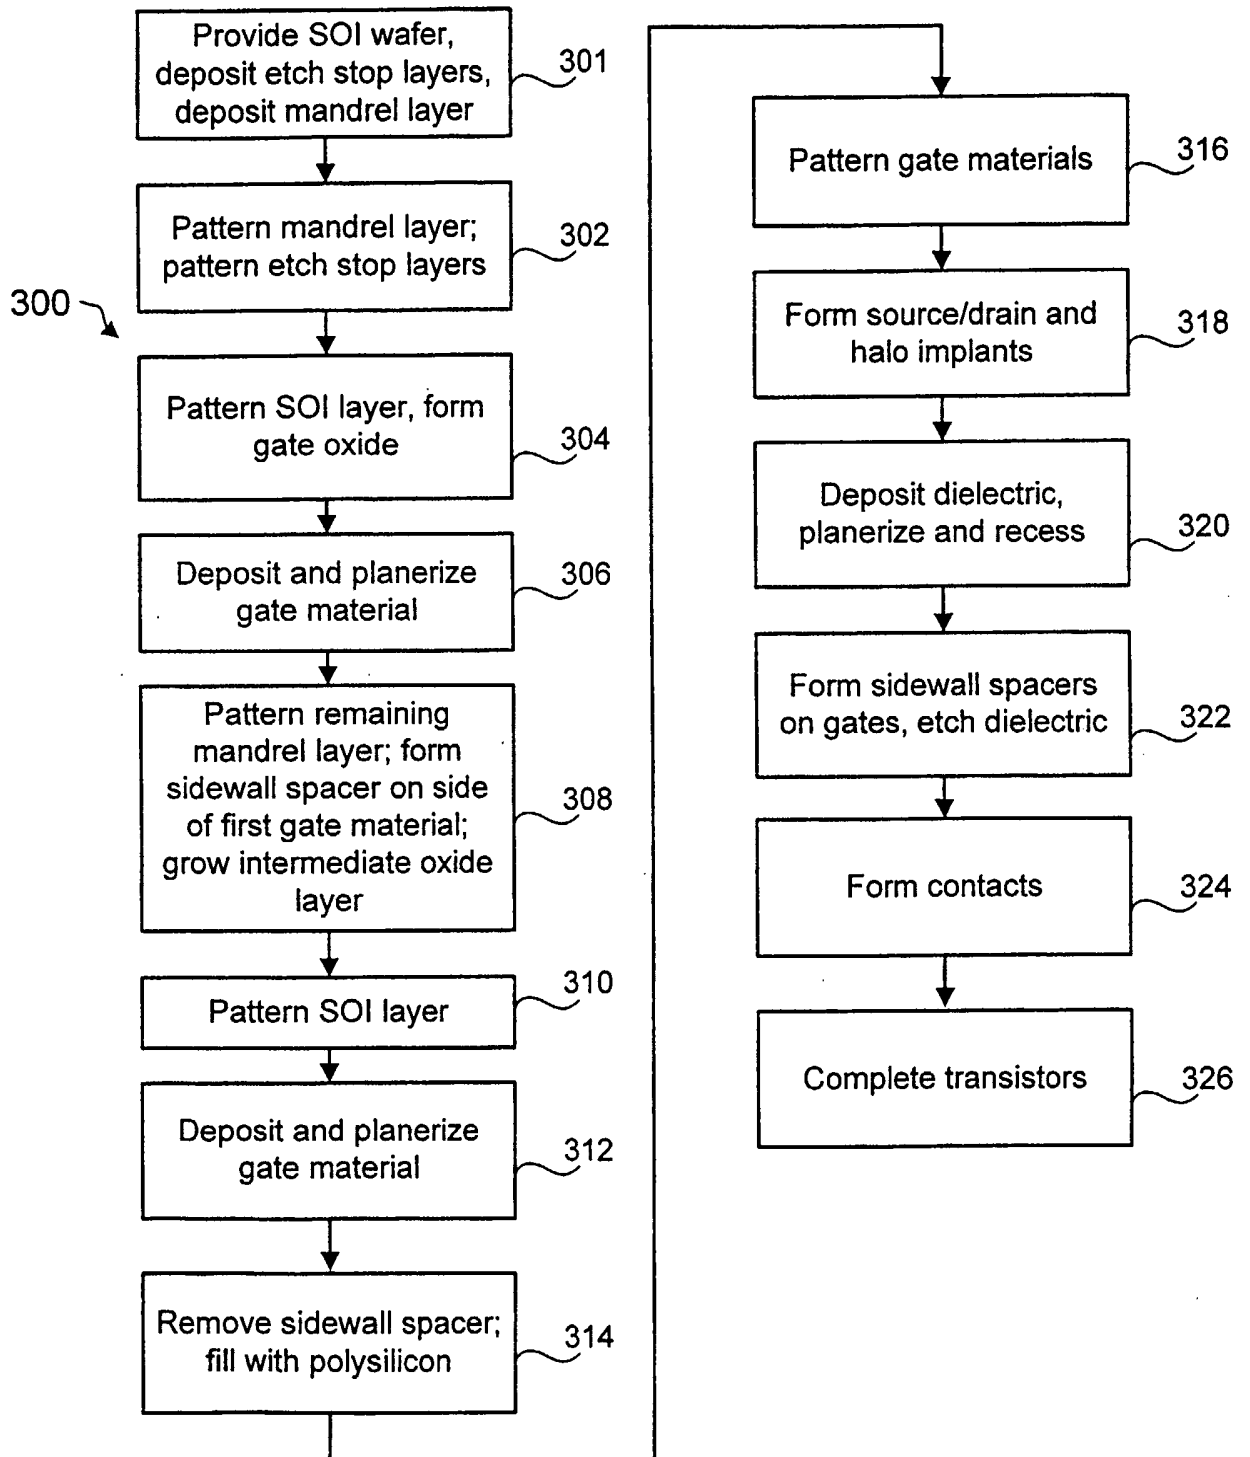 Provide SOI wafer,
deposit etch stop layers,
deposit mandrel layer
301
Pattern mandrel layer;
pattern etch stop layers
302
300
Pattern SOI layer, form
gate oxide
304
Deposit and planerize
gate material
306
Pattern remaining
mandrel layer; form
sidewall spacer on side
of first gate material;
grow intermediate oxide
layer
308
Pattern SOI layer
310
Deposit and planerize
gate material
312
Remove sidewall spacer;
fill with polysilicon
314
Pattern gate materials
316
Form source/drain and
halo implants
318
Deposit dielectric,
planerize and recess
320
Form sidewall spacers
on gates, etch dielectric
322
Form contacts
324
Complete transistors
326